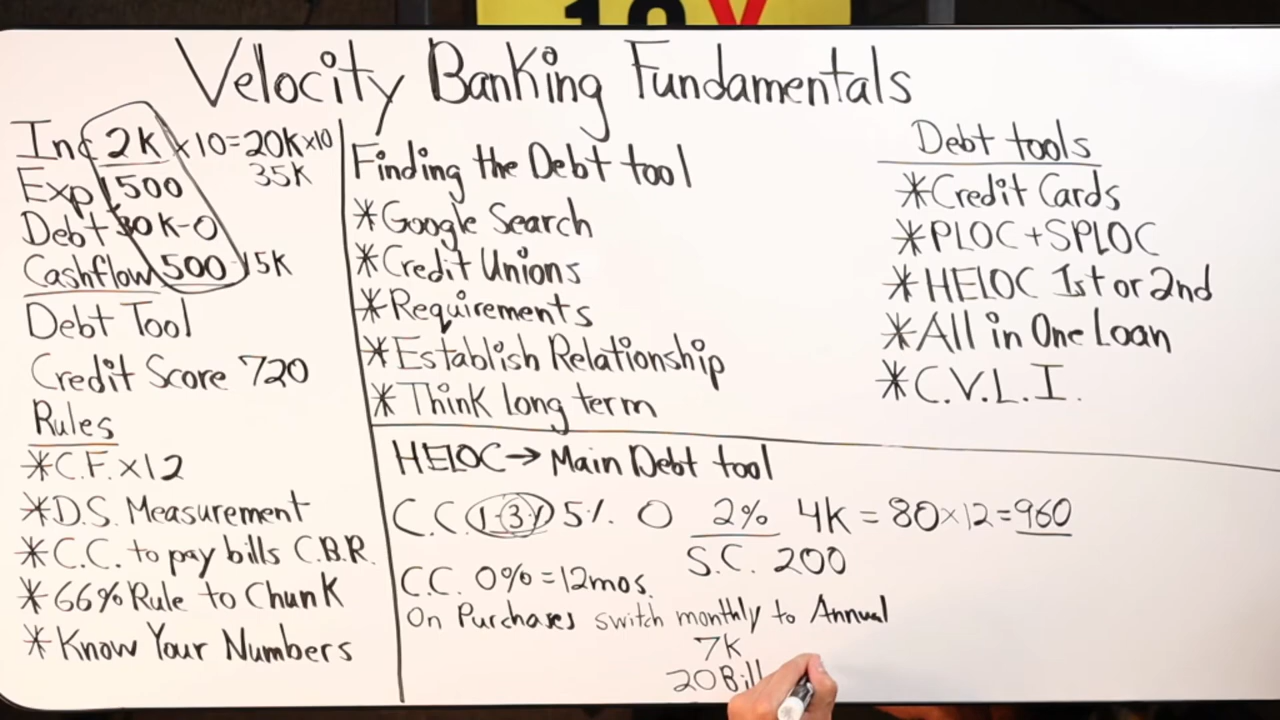 Velocity Banking Fundamentals
Inc 2K x10=20K x10
35K
Exp 1500
Debt 30K-0
Cashflow 500 15K
Debt Tool
Credit Score 720
Rules
*C.F. x12
*D.S. Measurement
*C.C. to pay bills C.B.R.
*66% Rule to Chunk
*Know Your Numbers
Finding the Debt tool
*Google Search
*Credit Unions
*Requirements
*Establish Relationship
*Think long term
Debt tools
*Credit Cards
*PLOC+SPLOC
*HELOC 1st or 2nd
*All in One Loan
*C.V.L.I.
HELOC→Main Debt tool
C.C. 1-3% 5% 0 2% 4K = 80x12=960
S.C. 200
C.C. 0%=12mos.
On Purchases switch monthly to Annual
7K
20 Bill